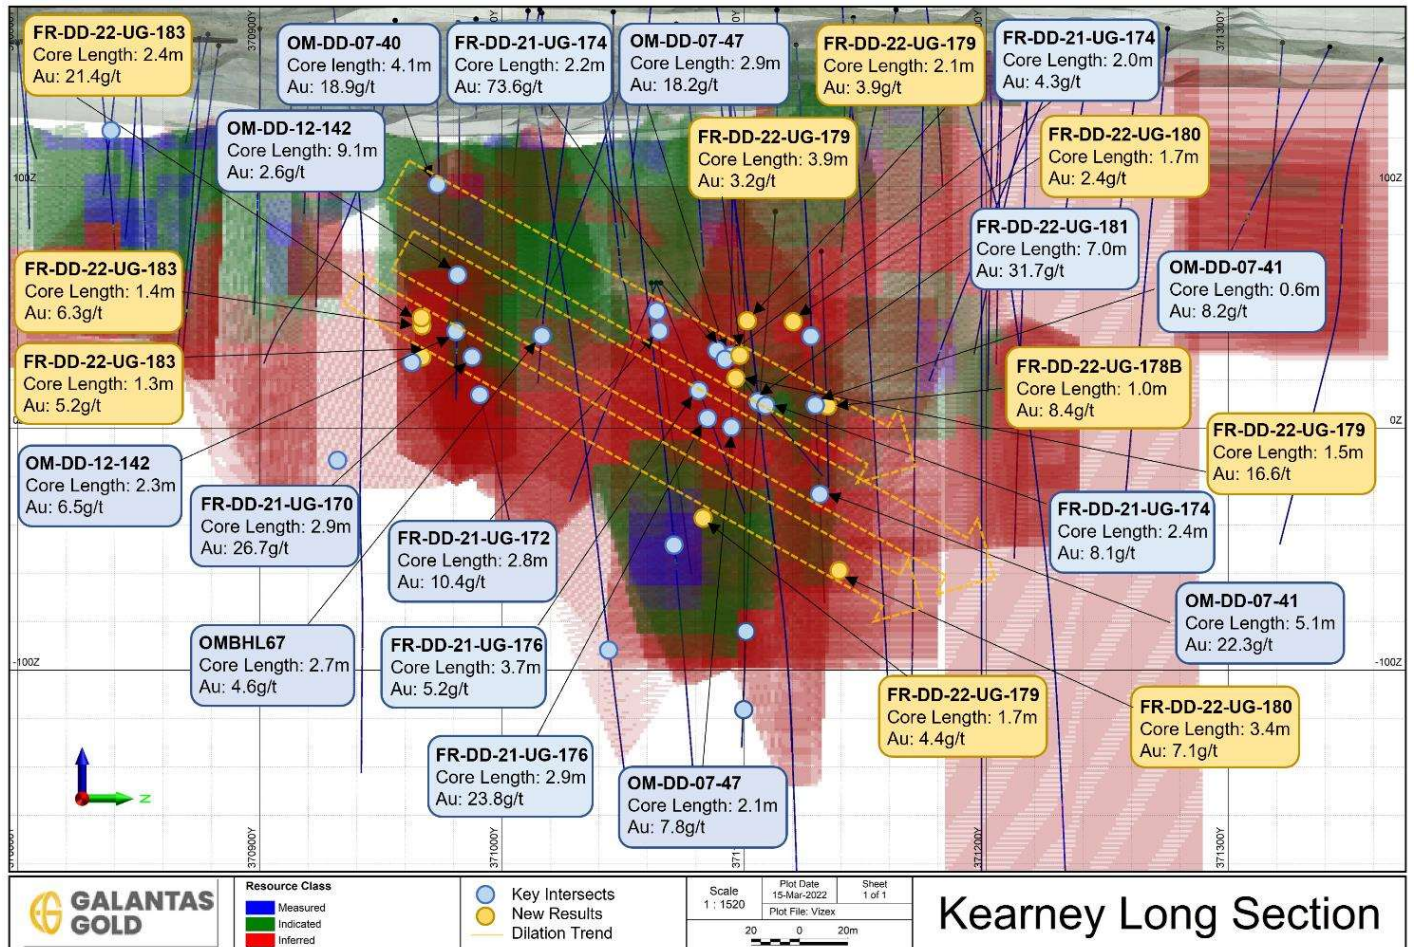 FR-DD-22-UG-183
Core Length: 2.4m
Au: 21.4g/t
OM-DD-07-40
Core length: 4.1m
Au: 18.9g/t
FR-DD-21-UG-174
Core Length: 2.2m
Au: 73.6g/t
OM-DD-07-47
Core Length: 2.9m
Au: 18.2g/t
FR-DD-22-UG-179
Core Length: 2.1m
Au: 3.9g/t
FR-DD-21-UG-174
Core Length: 2.0m
Au: 4.3g/t
370900Y
371300Y
OM-DD-12-142
Core Length: 9.1m
Au: 2.6g/t
FR-DD-22-UG-179
Core Length: 3.9m
Au: 3.2g/t
FR-DD-22-UG-180
Core Length: 1.7m
Au: 2.4g/t
100Z
100Z
FR-DD-22-UG-181
Core Length: 7.0m
Au: 31.7g/t
OM-DD-07-41
Core Length: 0.6m
Au: 8.2g/t
FR-DD-22-UG-183
Core Length: 1.4m
Au: 6.3g/t
FR-DD-22-UG-183
Core Length: 1.3m
Au: 5.2g/t
FR-DD-22-UG-178B
Core Length: 1.0m
Au: 8.4g/t
0Z
FR-DD-22-UG-179
Core Length: 1.5m
Au: 16.6/t
OM-DD-12-142
Core Length: 2.3m
Au: 6.5g/t
FR-DD-21-UG-170
Core Length: 2.9m
Au: 26.7g/t
FR-DD-21-UG-172
Core Length: 2.8m
Au: 10.4g/t
FR-DD-21-UG-174
Core Length: 2.4m
Au: 8.1g/t
OM-DD-07-41
Core Length: 5.1m
Au: 22.3g/t
OMBHL67
Core Length: 2.7m
Au: 4.6g/t
FR-DD-21-UG-176
Core Length: 3.7m
Au: 5.2g/t
-100Z
-100Z
FR-DD-22-UG-179
Core Length: 1.7m
Au: 4.4g/t
FR-DD-22-UG-180
Core Length: 3.4m
Au: 7.1g/t
FR-DD-21-UG-176
Core Length: 2.9m
Au: 23.8g/t
OM-DD-07-47
Core Length: 2.1m
Au: 7.8g/t
N
370900Y
371000Y
371200Y
371300Y
GALANTAS
GOLD
Resource Class
Measured
Indicated
Inferred
Key Intersects
New Results
Dilation Trend
Scale
1 : 1520
Plot Date
15-Mar-2022
Sheet
1 of 1
Plot File: Vizex
20
0m
20m
Kearney Long Section